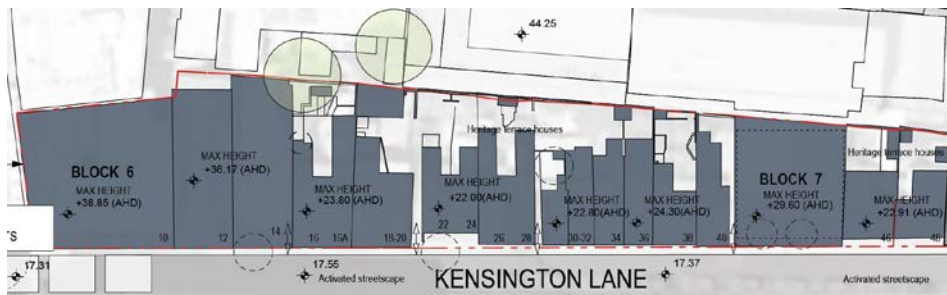 44.25
Heritage terrace houses
Heritage terrace houses
BLOCK 6
MAX HEIGHT
+38.85 (AHD)
MAX HEIGHT
+36.17 (AHD)
MAX HEIGHT
+23.80 (AHD)
MAX HEIGHT
+22.00(AHD)
MAX HEIGHT
+22.80(AHD)
MAX HEIGHT
+24.30(AHD)
BLOCK 7
MAX HEIGHT
+29.60 (AHD)
MAX HEIGHT
+22.91 (AHD)
10
12
14
16
16A
18-20
22
24
26
28
30-32
34
36
38
40
46
48
TS
17.31
17.55
Activated streetscape
KENSINGTON LANE
17.37
Activated streetscape